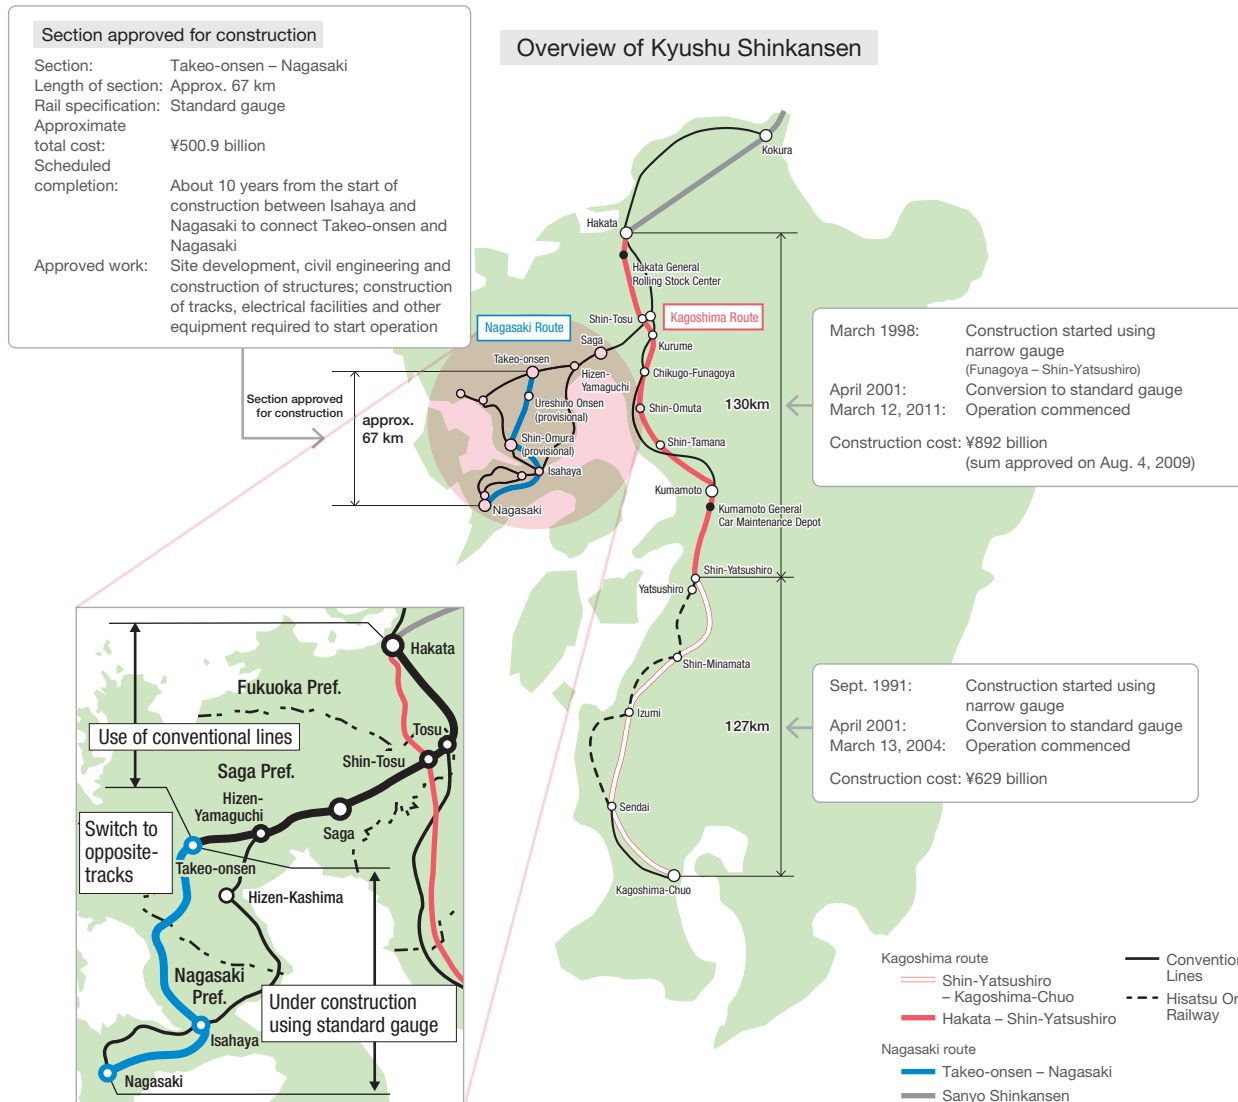 Section approved for construction
Section: Takeo-onsen – Nagasaki
Length of section: Approx. 67 km
Rail specification: Standard gauge
Approximate
total cost: ¥500.9 billion
Scheduled
completion: About 10 years from the start of
construction between Isahaya and
Nagasaki to connect Takeo-onsen and
Nagasaki
Approved work: Site development, civil engineering and
construction of structures; construction
of tracks, electrical facilities and other
equipment required to start operation
Overview of Kyushu Shinkansen
Kokura
Hakata
Hakata General
Rolling Stock Center
Nagasaki Route
Shin-Tosu
Kagoshima Route
Saga
Kurume
Takeo-onsen
Hizen-
Yamaguchi
Chikugo-Funagoya
Section approved
for construction
approx.
67 km
Ureshino Onsen
(provisional)
Shin-Omuta
130km
Shin-Omura
(provisional)
Shin-Tamana
Isahaya
Kumamoto
Nagasaki
Kumamoto General
Car Maintenance Depot
Shin-Yatsushiro
Yatsushiro
Shin-Minamata
Izumi
127km
Sendai
Kagoshima-Chuo
March 1998: Construction started using
narrow gauge
(Funagoya – Shin-Yatsushiro)
April 2001: Conversion to standard gauge
March 12, 2011: Operation commenced
Construction cost: ¥892 billion
(sum approved on Aug. 4, 2009)
Sept. 1991: Construction started using
narrow gauge
April 2001: Conversion to standard gauge
March 13, 2004: Operation commenced
Construction cost: ¥629 billion
Hakata
Fukuoka Pref.
Tosu
Use of conventional lines
Shin-Tosu
Saga Pref.
Hizen-
Yamaguchi
Saga
Switch to
opposite-
tracks
Takeo-onsen
Hizen-Kashima
Nagasaki
Pref.
Under construction
using standard gauge
Isahaya
Nagasaki
Kagoshima route
Shin-Yatsushiro
– Kagoshima-Chuo
Hakata – Shin-Yatsushiro
Nagasaki route
Takeo-onsen – Nagasaki
Sanyo Shinkansen
Convention
Lines
Hisatsu Or
Railway